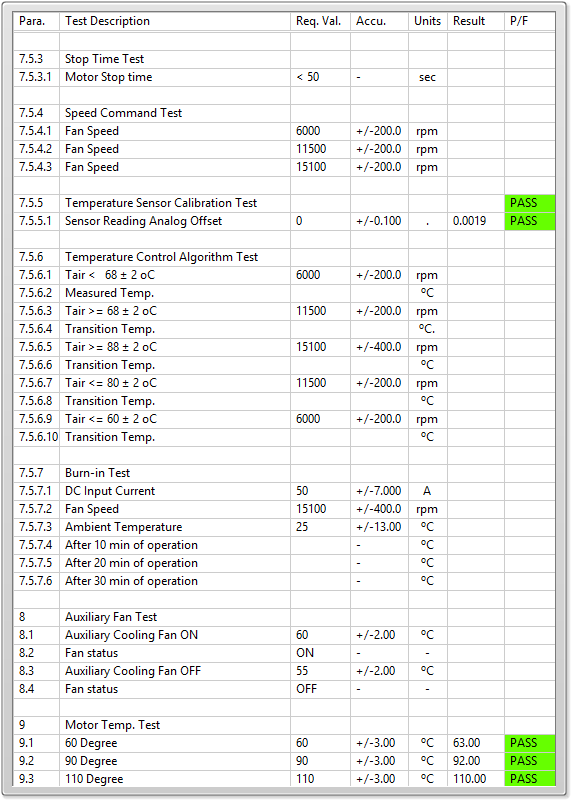 Para. Test Description Req. Val. Accu. Units Result P/F
7.5.3 Stop Time Test
7.5.3.1 Motor Stop time < 50 - sec
7.5.4 Speed Command Test
7.5.4.1 Fan Speed 6000 +/-200.0 rpm
7.5.4.2 Fan Speed 11500 +/-200.0 rpm
7.5.4.3 Fan Speed 15100 +/-200.0 rpm
7.5.5 Temperature Sensor Calibration Test PASS
7.5.5.1 Sensor Reading Analog Offset 0 +/-0.100 . 0.0019 PASS
7.5.6 Temperature Control Algorithm Test
7.5.6.1 Tair < 68 ± 2 oC 6000 +/-200.0 rpm
7.5.6.2 Measured Temp. ºC
7.5.6.3 Tair >= 68 ± 2 oC 11500 +/-200.0 rpm
7.5.6.4 Transition Temp. ºC.
7.5.6.5 Tair >= 88 ± 2 oC 15100 +/-400.0 rpm
7.5.6.6 Transition Temp. ºC
7.5.6.7 Tair <= 80 ± 2 oC 11500 +/-200.0 rpm
7.5.6.8 Transition Temp. ºC
7.5.6.9 Tair <= 60 ± 2 oC 6000 +/-200.0 rpm
7.5.6.10 Transition Temp. ºC
7.5.7 Burn-in Test
7.5.7.1 DC Input Current 50 +/-7.000 A
7.5.7.2 Fan Speed 15100 +/-400.0 rpm
7.5.7.3 Ambient Temperature 25 +/-13.00 ºC
7.5.7.4 After 10 min of operation - ºC
7.5.7.5 After 20 min of operation - ºC
7.5.7.6 After 30 min of operation - ºC
8 Auxiliary Fan Test
8.1 Auxiliary Cooling Fan ON 60 +/-2.00 ºC
8.2 Fan status ON - -
8.3 Auxiliary Cooling Fan OFF 55 +/-2.00 ºC
8.4 Fan status OFF - -
9 Motor Temp. Test
9.1 60 Degree 60 +/-3.00 ºC 63.00 PASS
9.2 90 Degree 90 +/-3.00 ºC 92.00 PASS
9.3 110 Degree 110 +/-3.00 ºC 110.00 PASS